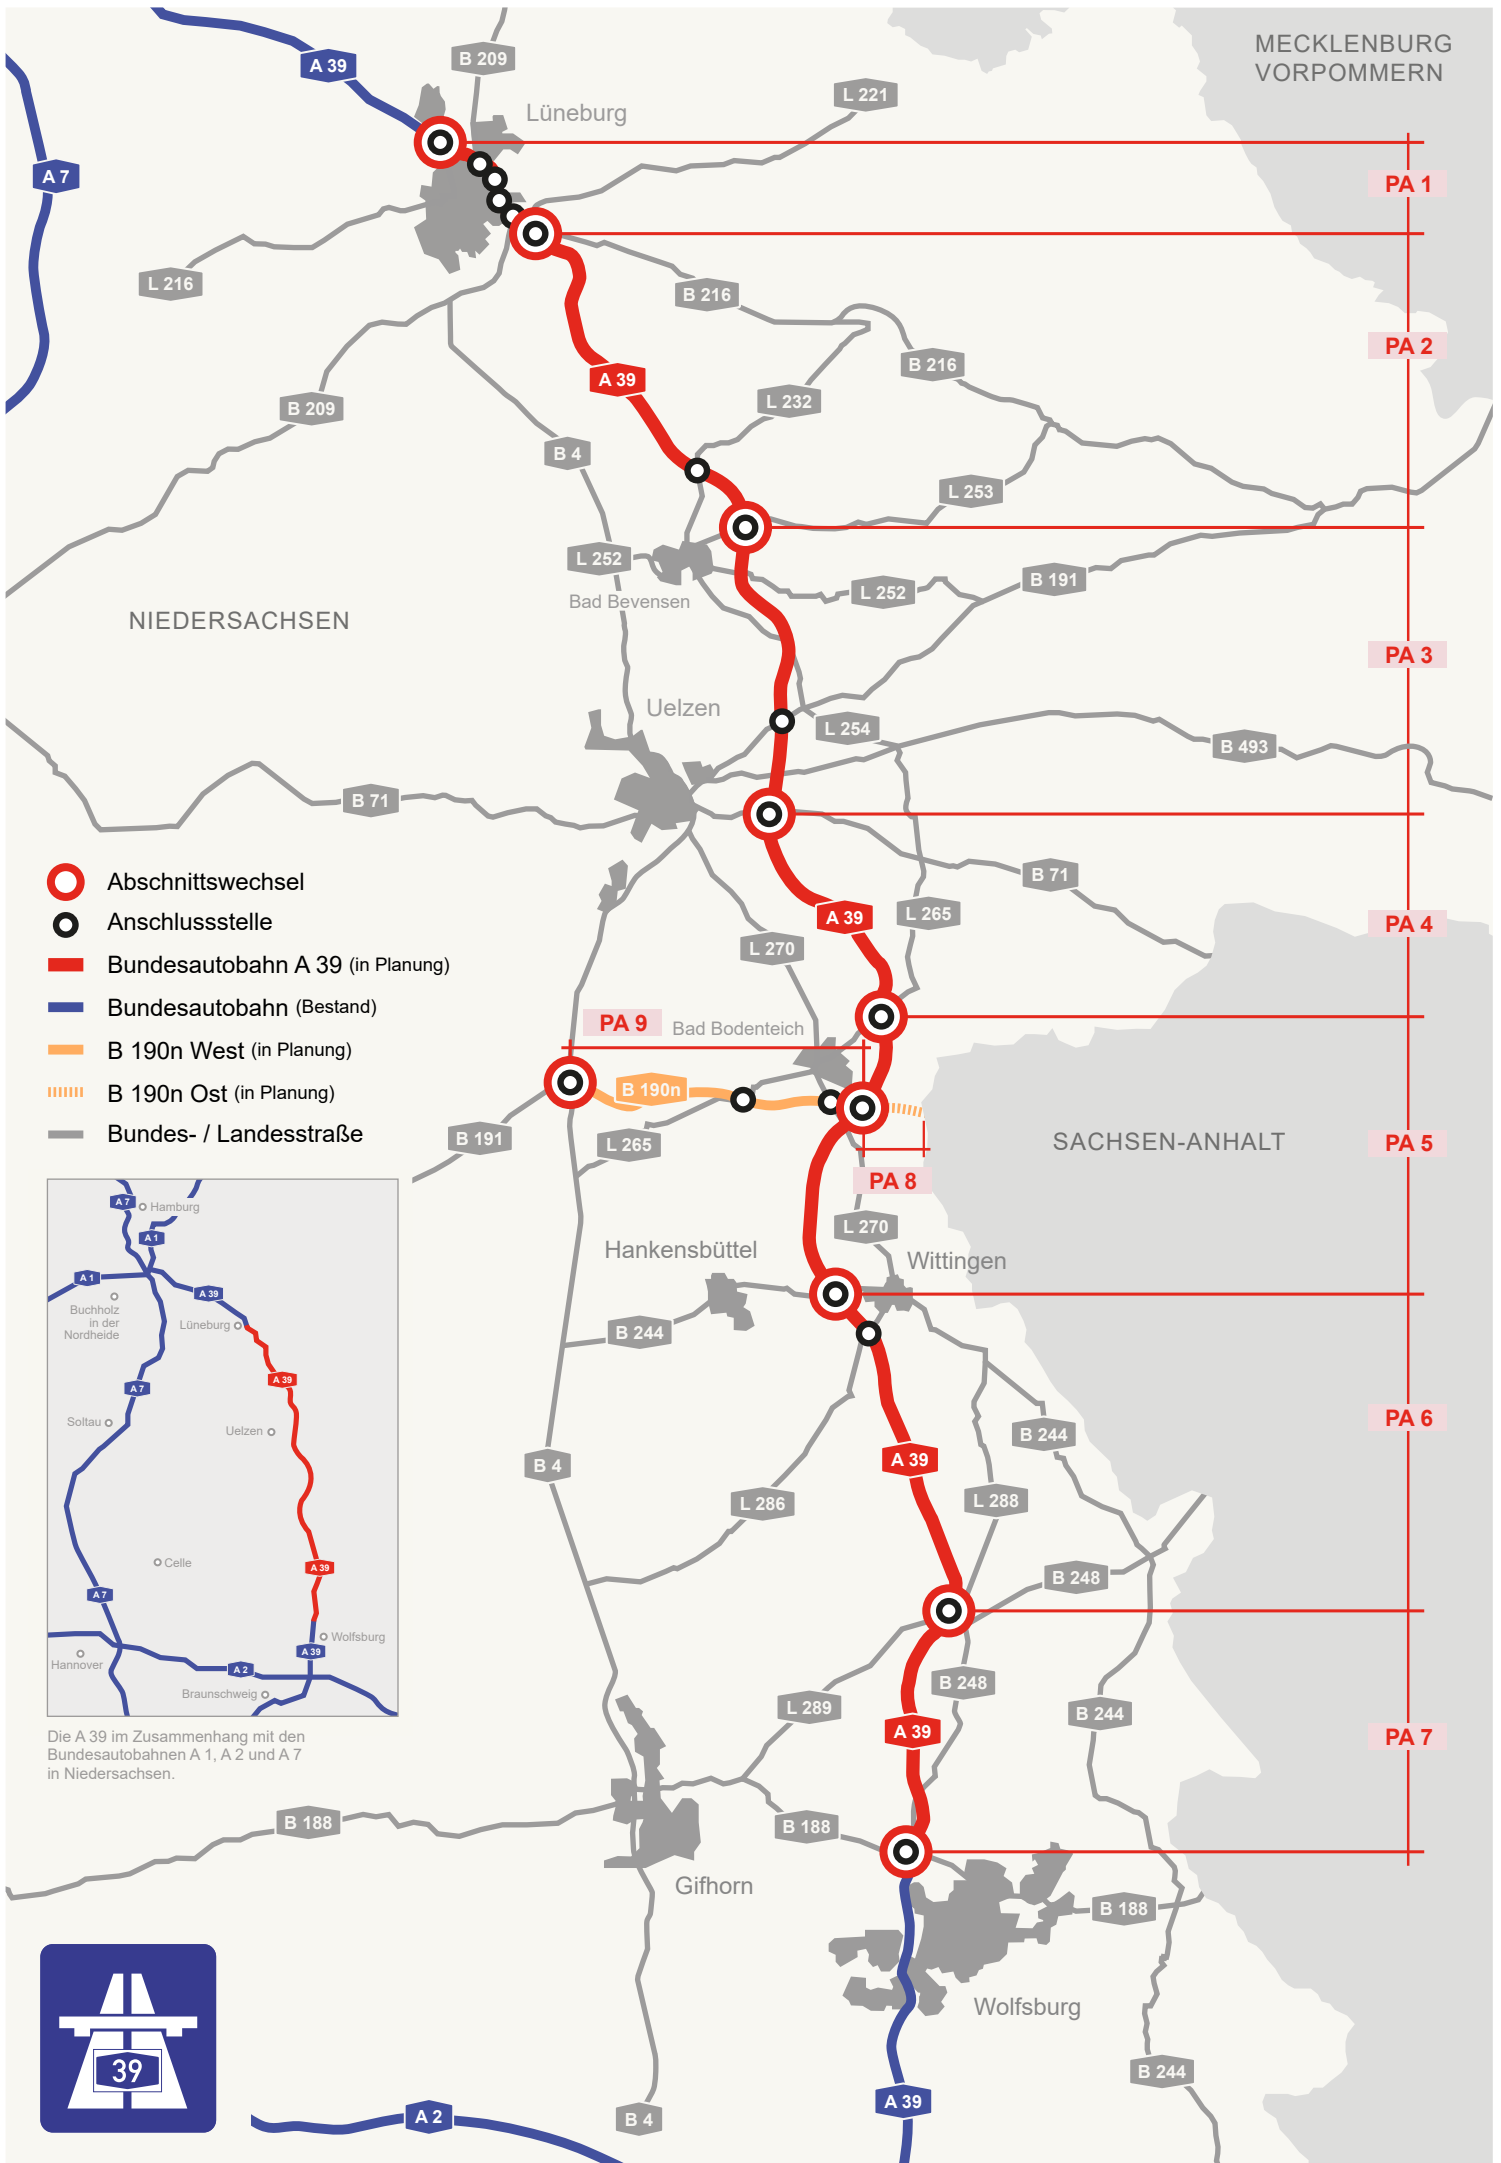 MECKLENBURG
VORPOMMERN
A 39
B 209
L 221
Lüneburg
A 7
PA 1
L 216
B 216
PA 2
B 216
A 39
L 232
B 209
B 4
L 253
L 252
B 191
L 252
Bad Bevensen
NIEDERSACHSEN
PA 3
Uelzen
L 254
B 493
B 71
B 71
Abschnittswechsel
Anschlussstelle
Bundesautobahn A 39 (in Planung)
Bundesautobahn (Bestand)
B 190n West (in Planung)
B 190n Ost (in Planung)
Bundes- / Landesstraße
A 39
L 265
PA 4
L 270
PA 9
Bad Bodenteich
B 190n
B 191
L 265
SACHSEN-ANHALT
PA 5
PA 8
L 270
Hankensbüttel
Wittingen
B 244
PA 6
B 244
A 39
B 4
L 286
L 288
B 248
B 248
L 289
B 244
A 39
PA 7
B 188
B 188
Gifhorn
B 188
Wolfsburg
B 244
A 39
B 4
A 2
39
A 7
Hamburg
A 1
A 1
A 39
Buchholz
in der
Nordheide
Lüneburg
A 39
A 7
Soltau
Uelzen
Celle
A 39
A 7
Wolfsburg
A 39
Hannover
A 2
Braunschweig
Die A 39 im Zusammenhang mit den
Bundesautobahnen A 1, A 2 und A 7
in Niedersachsen.